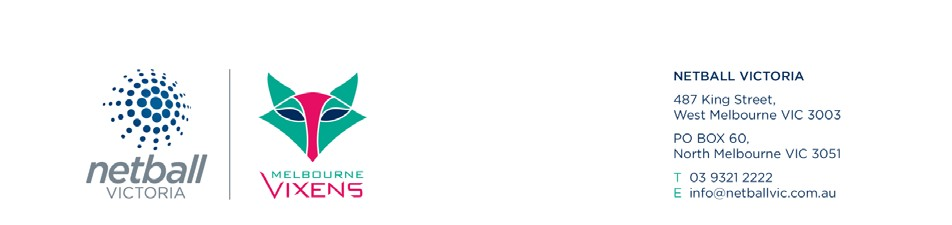 netball
VICTORIA
MELBOURNE
VIXENS
NETBALL VICTORIA
487 King Street,
West Melbourne VIC 3003
PO BOX 60,
North Melbourne VIC 3051
T 03 9321 2222
E info@netballvic.com.au